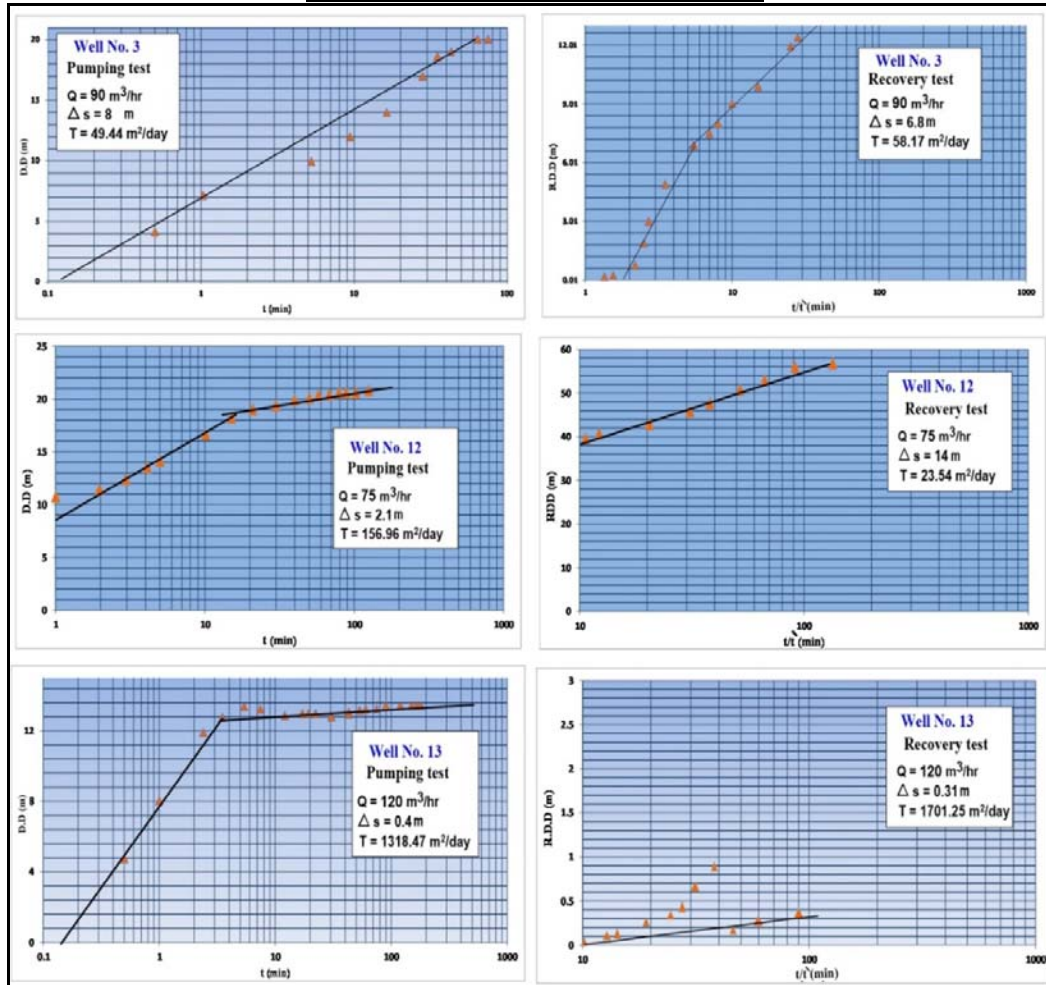 Well No. 3
Pumping test
Q = 90 m³/hr
Δ s = 8 m
T = 49.44 m²/day
D.D (m)
20
15
10
5
0
0.1 1 10 100
t (min)
Well No. 3
Recovery test
Q = 90 m³/hr
Δ s = 6.8 m
T = 58.17 m²/day
R.D.D (m)
12.01
9.01
6.01
3.01
0.01
1 10 100 1000
t/t`(min)
Well No. 12
Pumping test
Q = 75 m³/hr
Δ s = 2.1 m
T = 156.96 m²/day
D.D (m)
25
20
15
10
5
0
1 10 100 1000
t (min)
Well No. 12
Recovery test
Q = 75 m³/hr
Δ s = 14 m
T = 23.54 m²/day
RDD (m)
60
50
40
30
20
10
0
10 100 1000
t/t`(min)
Well No. 13
Pumping test
Q = 120 m³/hr
Δ s = 0.4 m
T = 1318.47 m²/day
D.D (m)
12
8
4
0
0.1 1 10 100 1000
t (min)
Well No. 13
Recovery test
Q = 120 m³/hr
Δ s = 0.31 m
T = 1701.25 m²/day
R.D.D (m)
3
2.5
2
1.5
1
0.5
0
10 100 1000
t/t`(min)